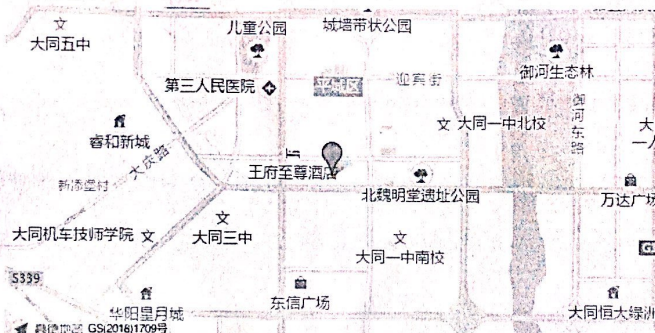 儿童公园
城墙带状公园
大同五中
御河生态林
第三人民医院
平城区
迎宾街
御河东路
睿和新城
大同一中北校
大庆路
王府至尊酒店
新添堡村
北魏明堂遗址公园
万达广场
大同机车技师学院
大同三中
大同一中南校
S339
东信广场
华阳皇月城
大同恒大绿洲
高德地图 GS(2018)1709号